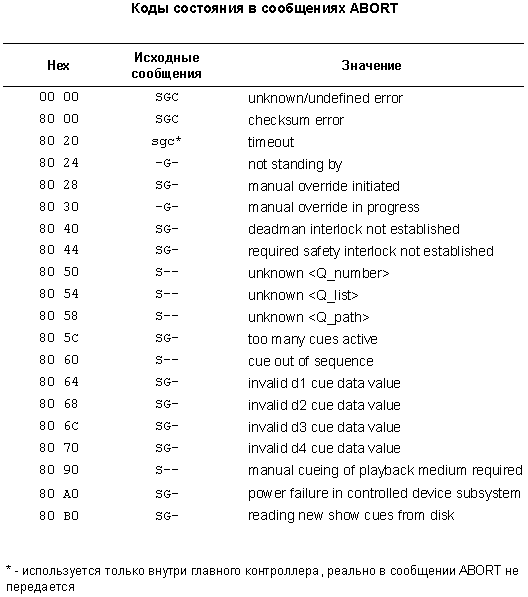 Коды состояния в сообщениях ABORT
Hex Исходные сообщения Значение
00 00 SGC unknown/undefined error
80 00 SGC checksum error
80 20 sgc* timeout
80 24 -G- not standing by
80 28 SG- manual override initiated
80 30 -G- manual override in progress
80 40 SG- deadman interlock not established
80 44 SG- required safety interlock not established
80 50 S-- unknown <Q_number>
80 54 S-- unknown <Q_list>
80 58 S-- unknown <Q_path>
80 5C SG- too many cues active
80 60 S-- cue out of sequence
80 64 SG- invalid d1 cue data value
80 68 SG- invalid d2 cue data value
80 6C SG- invalid d3 cue data value
80 70 SG- invalid d4 cue data value
80 90 S-- manual cueing of playback medium required
80 A0 SG- power failure in controlled device subsystem
80 B0 SG- reading new show cues from disk
* - используется только внутри главного контроллера, реально в сообщении ABORT не
передается